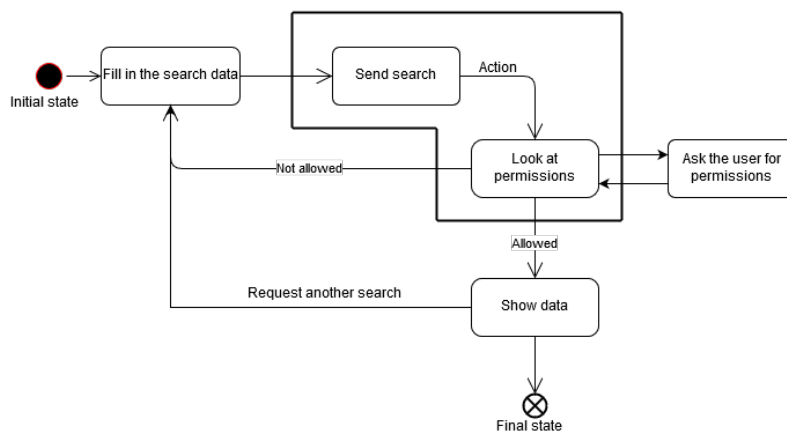 Fill in the search data
Send search
Action
Initial state
Look at
permissions
Ask the user for
permissions
Not allowed
Allowed
Request another search
Show data
Final state